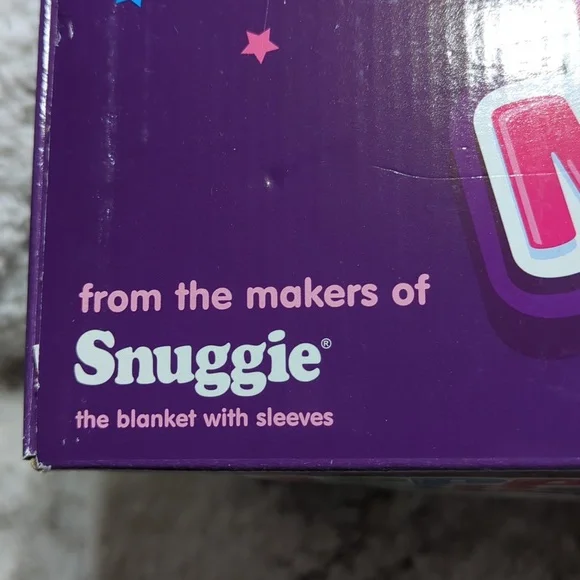 from the makers of
Snuggie®
the blanket with sleeves